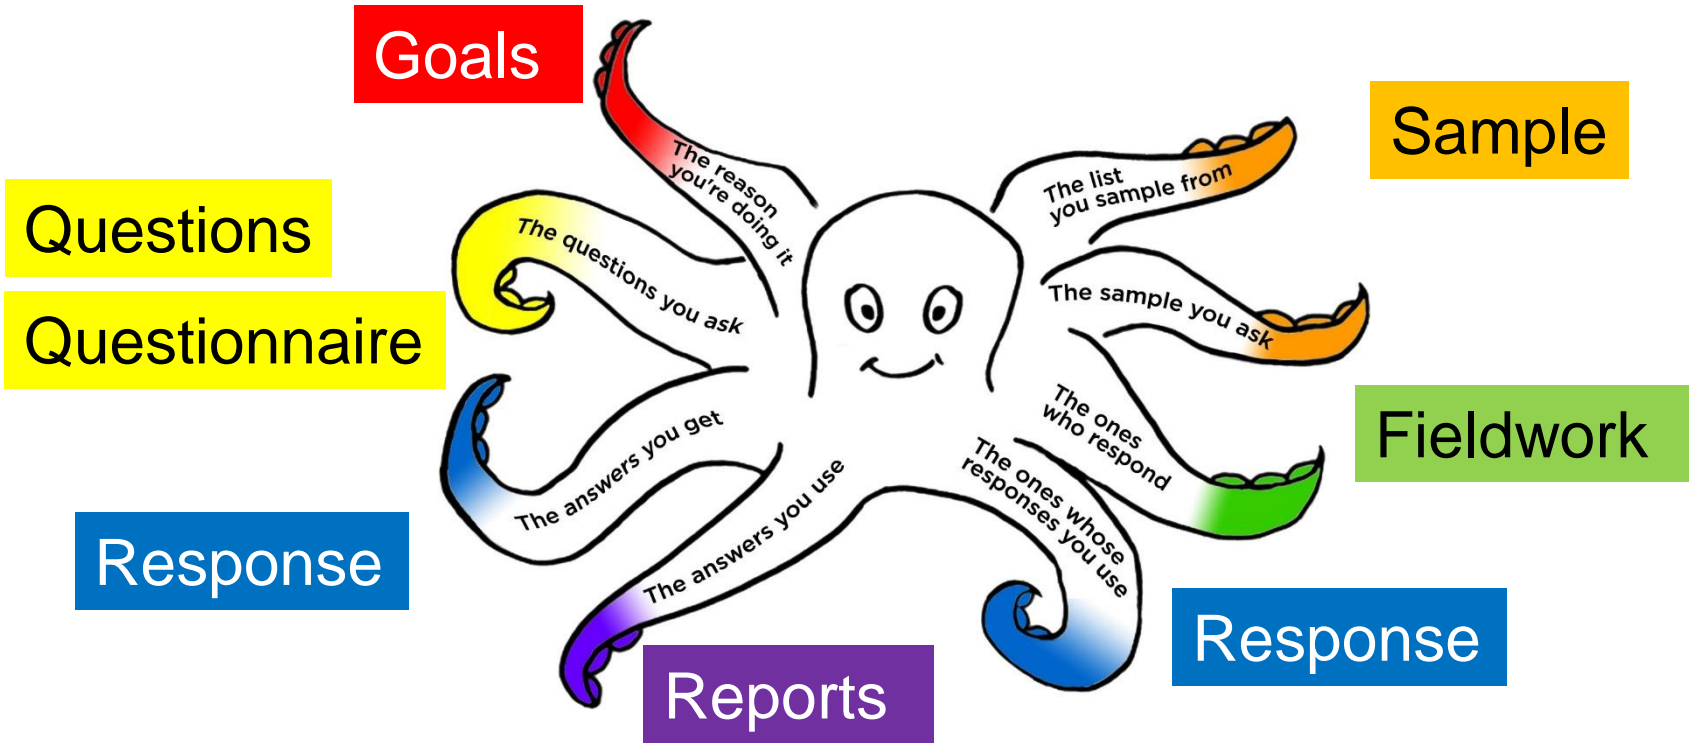 Goals
Sample
The reason
you're doing it
The list
you sample from
Questions
The questions you ask
Questionnaire
The sample you ask
The ones
who respond
Fieldwork
The answers you get
The answers you use
The ones whose
responses you use
Response
Response
Reports